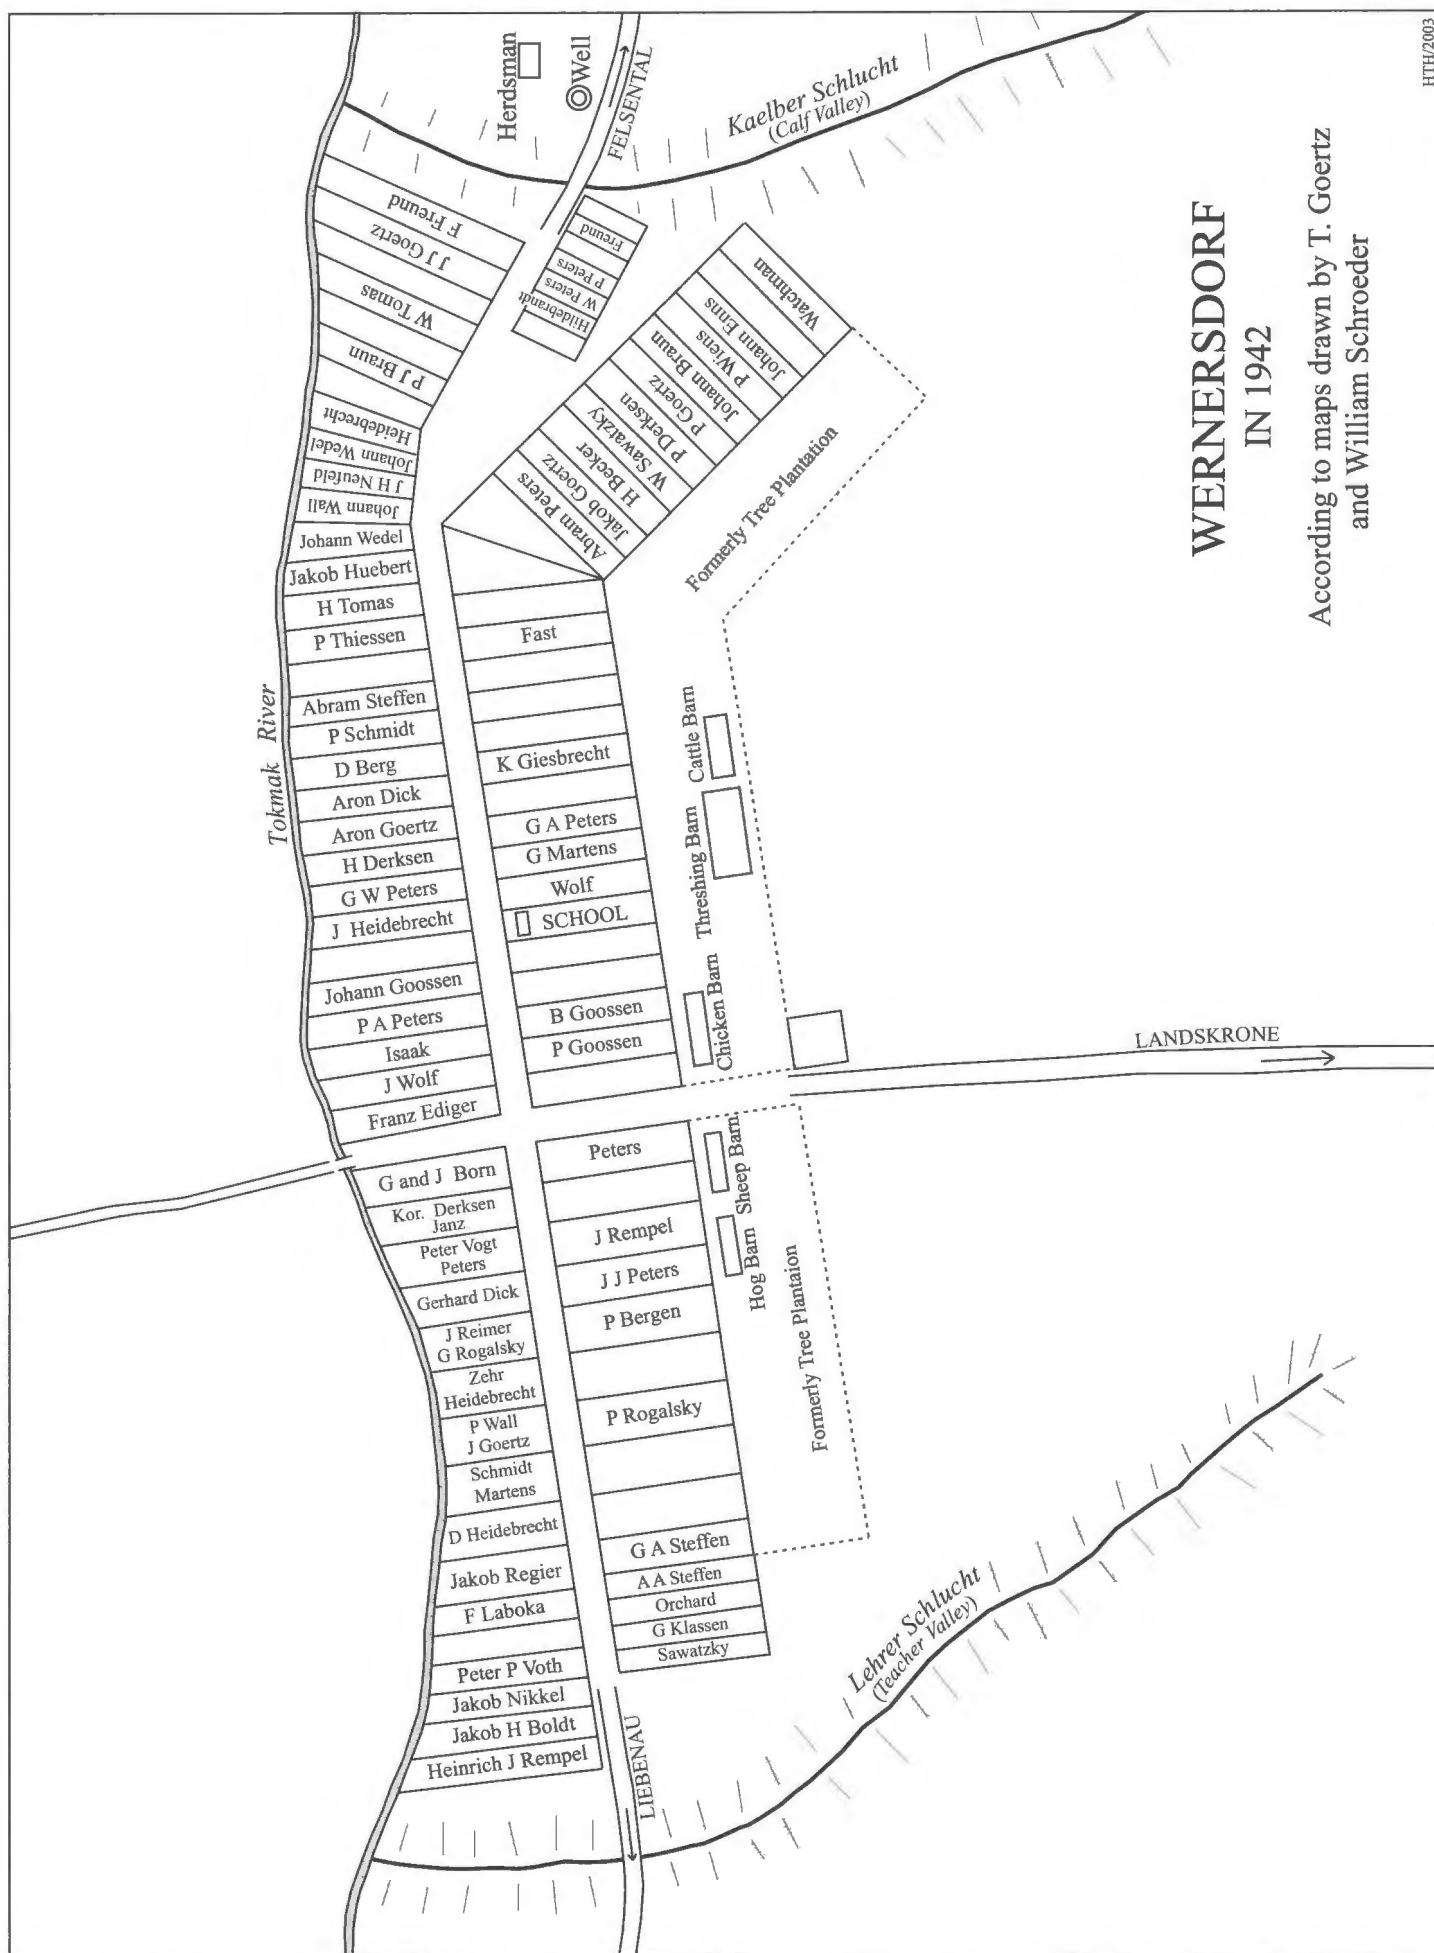 Herdsman
Well
FELSENTAL
Kaelber Schlucht
(Calf Valley)
F Freund
J J Goertz
W Tomas
P J Braun
Heidebrecht
Johann Wedel
J H Neufeld
Johann Wall
Johann Wedel
Jakob Huebert
H Tomas
P Thiessen
Abram Steffen
P Schmidt
D Berg
Aron Dick
Aron Goertz
H Derksen
G W Peters
J Heidebrecht
Johann Goossen
P A Peters
Isaak
J Wolf
Franz Ediger
G and J Born
Kor. Derksen
Janz
Peter Vogt
Peters
Gerhard Dick
J Reimer
G Rogalsky
Zehr
Heidebrecht
P Wall
J Goertz
Schmidt
Martens
D Heidebrecht
Jakob Regier
F Laboka
Peter P Voth
Jakob Nikkel
Jakob H Boldt
Heinrich J Rempel
Tokmak River
Freund
P Peters
W Peters
Hildebrandt
Watchman
Johann Enns
P Wiens
Johann Braun
P Goertz
P Derksen
W Sawatzky
H Becker
Jakob Goertz
Abram Peters
Fast
K Giesbrecht
G A Peters
G Martens
Wolf
SCHOOL
B Goossen
P Goossen
Peters
J Rempel
J J Peters
P Bergen
P Rogalsky
G A Steffen
A A Steffen
Orchard
G Klassen
Sawatzky
Formerly Tree Plantation
Cattle Barn
Threshing Barn
Chicken Barn
Sheep Barn
Hog Barn
Formerly Tree Plantaion
LANDSKRONE
LIEBENAU
Lehrer Schlucht
(Teacher Valley)
WERNERSDORF
IN 1942
According to maps drawn by T. Goertz
and William Schroeder
HTH/2003